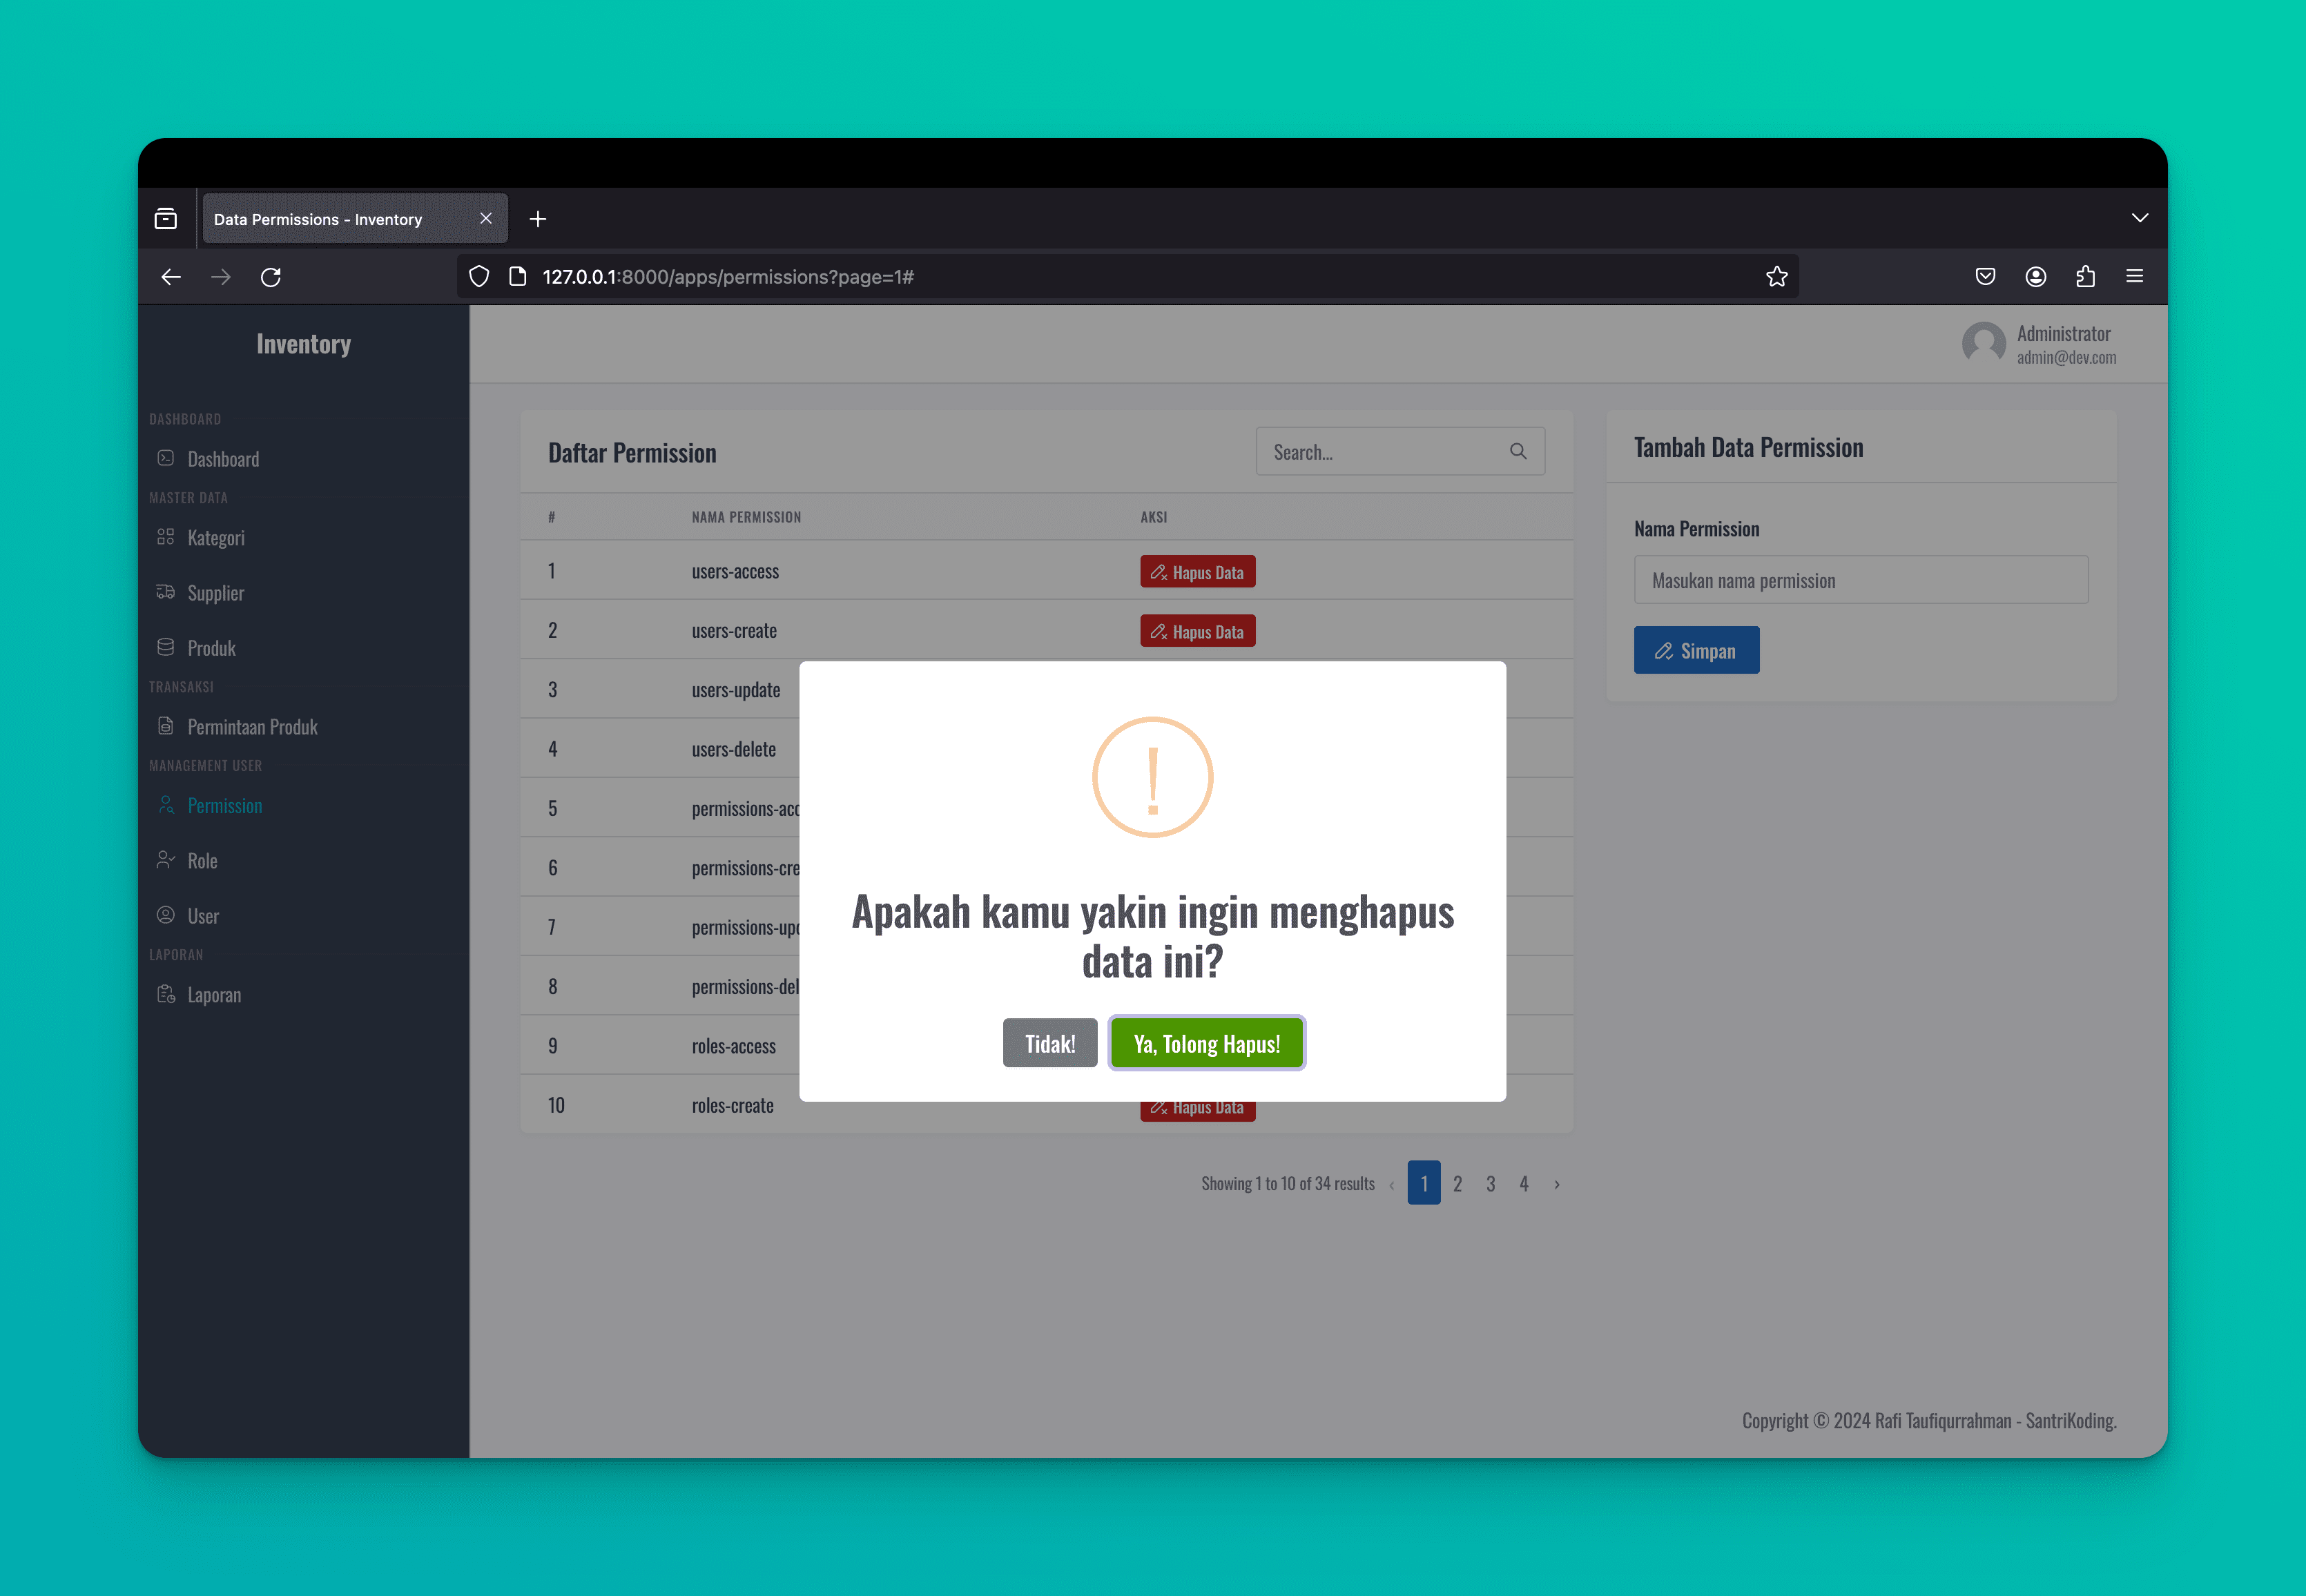 Data Permissions - Inventory
127.0.0.1:8000/apps/permissions?page=1#
Inventory
Administrator
admin@dev.com
DASHBOARD
Dashboard
MASTER DATA
Kategori
Supplier
Produk
TRANSAKSI
Permintaan Produk
MANAGEMENT USER
Permission
Role
User
LAPORAN
Laporan
Daftar Permission
Search...
# NAMA PERMISSION AKSI
1 users-access Hapus Data
2 users-create Hapus Data
3 users-update
4 users-delete
5 permissions-acc
6 permissions-cre
7 permissions-upd
8 permissions-del
9 roles-access
10 roles-create Hapus Data
Showing 1 to 10 of 34 results ‹ 1 2 3 4 ›
Tambah Data Permission
Nama Permission
Masukan nama permission
Simpan
Apakah kamu yakin ingin menghapus
data ini?
Tidak! Ya, Tolong Hapus!
Copyright © 2024 Rafi Taufiqurrahman - SantriKoding.